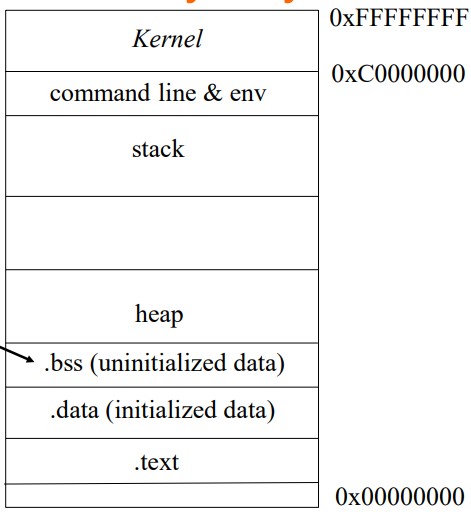 0xFFFFFFFF
Kernel
0xC0000000
command line & env
stack
heap
.bss (uninitialized data)
.data (initialized data)
.text
0x00000000